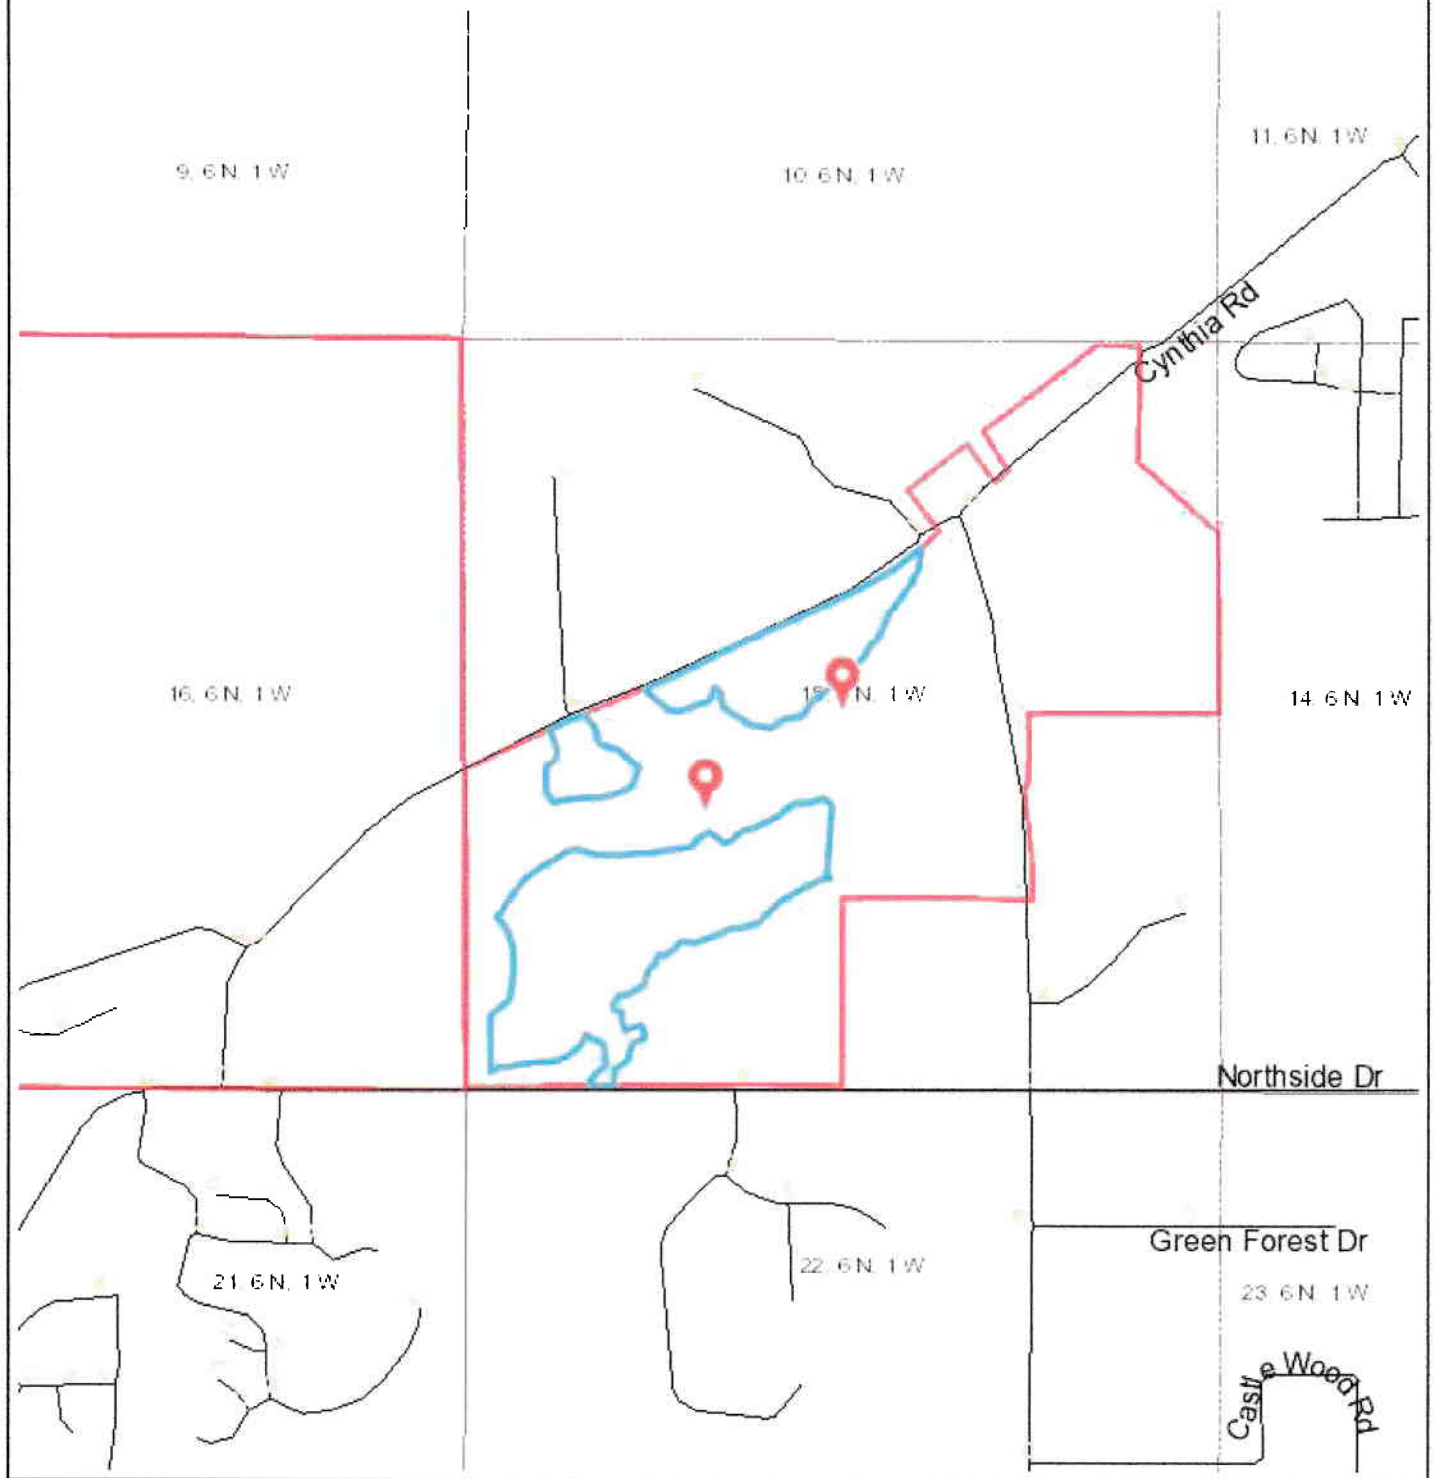 11, 6N, 1W
9, 6N, 1W
10, 6N, 1W
Cynthia Rd
16, 6N, 1W
N, 1W
14, 6N, 1W
Northside Dr
Green Forest Dr
22, 6N, 1W
21, 6N, 1W
23, 6N, 1W
Castle Wood Rd